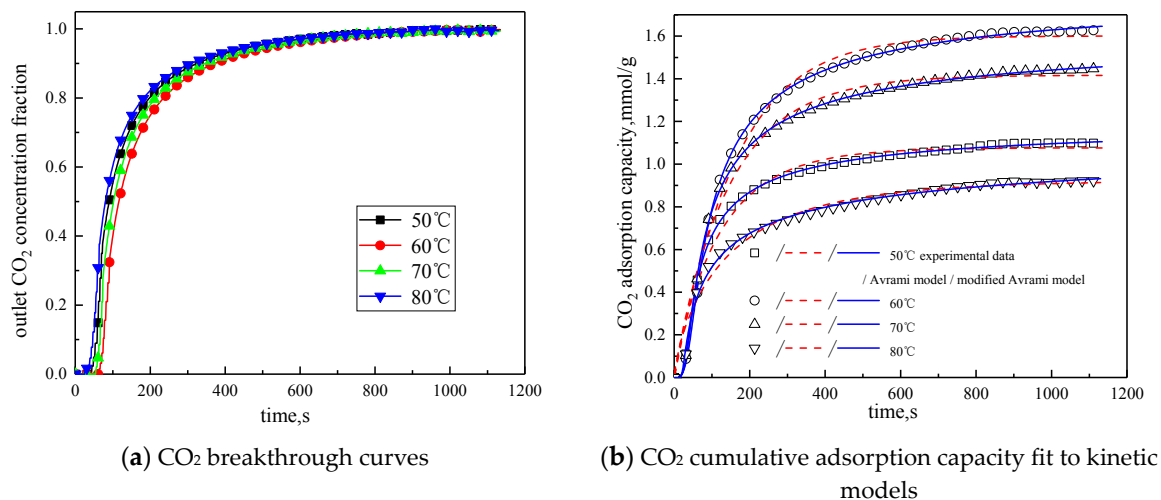 1.0
0.8
0.6
0.4
0.2
0.0
outlet CO₂ concentration fraction
0 200 400 600 800 1000 1200
time,s
50℃
60℃
70℃
80℃
(a) CO₂ breakthrough curves
1.6
1.4
1.2
1.0
0.8
0.6
0.4
0.2
0.0
CO₂ adsorption capacity,mmol/g
0 200 400 600 800 1000 1200
time,s
/ / 50℃ experimental data
/ Avrami model / modified Avrami model
/ / 60℃
/ / 70℃
/ / 80℃
(b) CO₂ cumulative adsorption capacity fit to kinetic
models